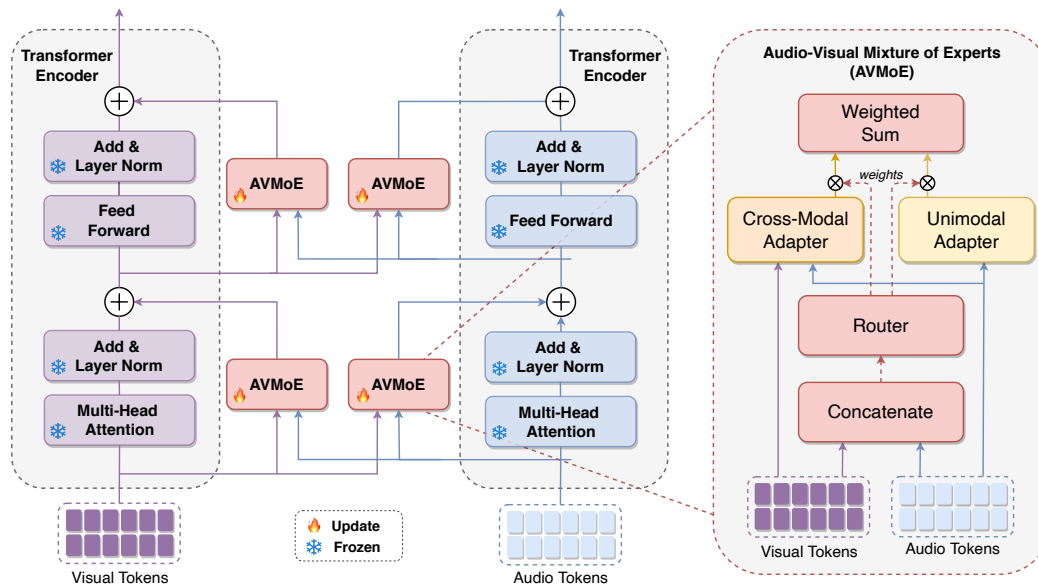 Transformer
Encoder
Add &
Layer Norm
Feed
Forward
Add &
Layer Norm
Multi-Head
Attention
Visual Tokens
AVMoE
AVMoE
AVMoE
AVMoE
Update
Frozen
Transformer
Encoder
Add &
Layer Norm
Feed Forward
Add &
Layer Norm
Multi-Head
Attention
Audio Tokens
Audio-Visual Mixture of Experts
(AVMoE)
Weighted
Sum
weights
Cross-Modal
Adapter
Unimodal
Adapter
Router
Concatenate
Visual Tokens
Audio Tokens